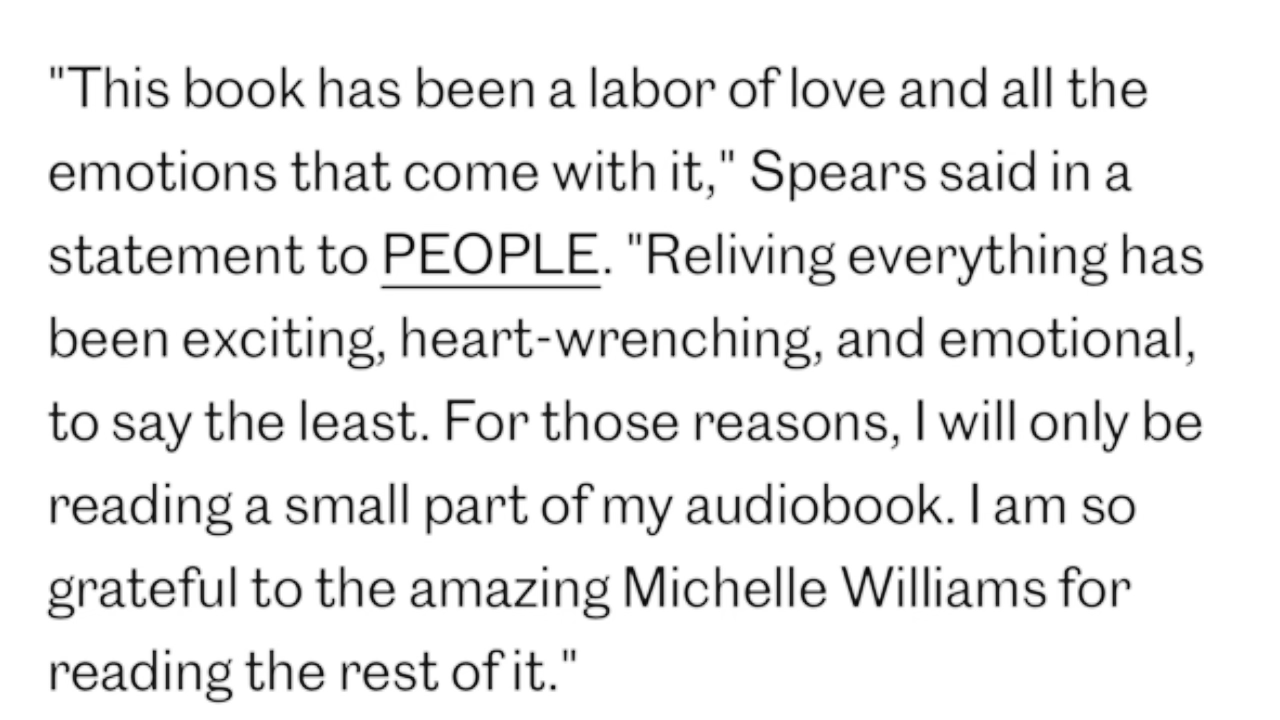 "This book has been a labor of love and all the
emotions that come with it," Spears said in a
statement to PEOPLE. "Reliving everything has
been exciting, heart-wrenching, and emotional,
to say the least. For those reasons, I will only be
reading a small part of my audiobook. I am so
grateful to the amazing Michelle Williams for
reading the rest of it."